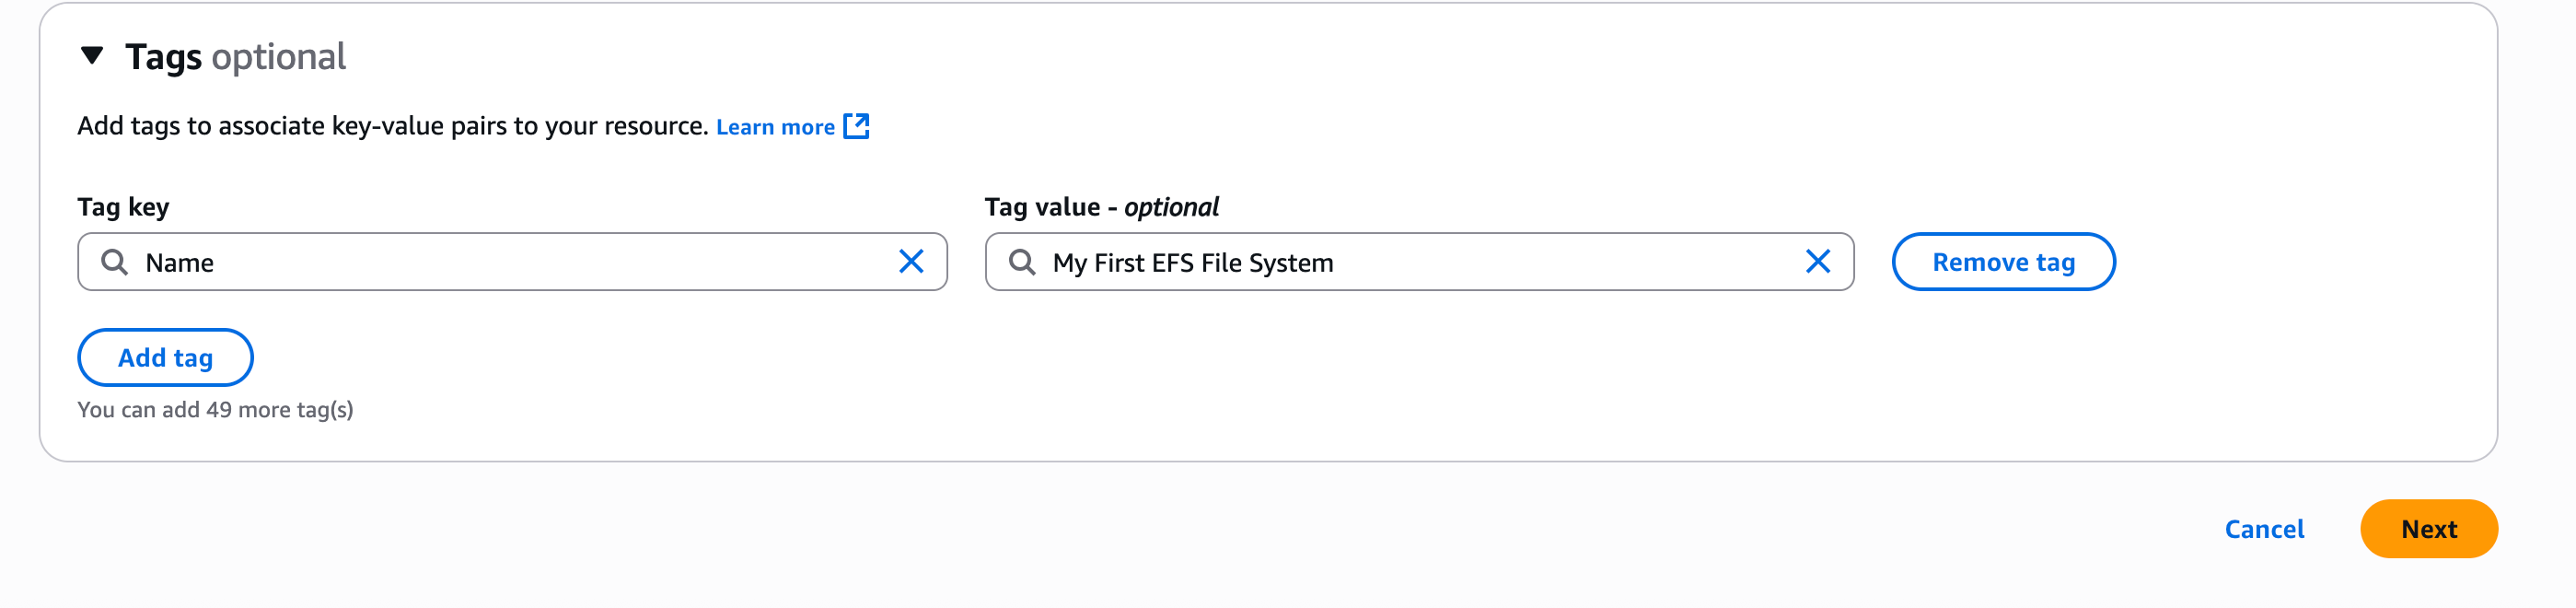 Tags optional
Add tags to associate key-value pairs to your resource. Learn more
Tag key
Tag value - optional
Name
My First EFS File System
Remove tag
Add tag
You can add 49 more tag(s)
Cancel
Next